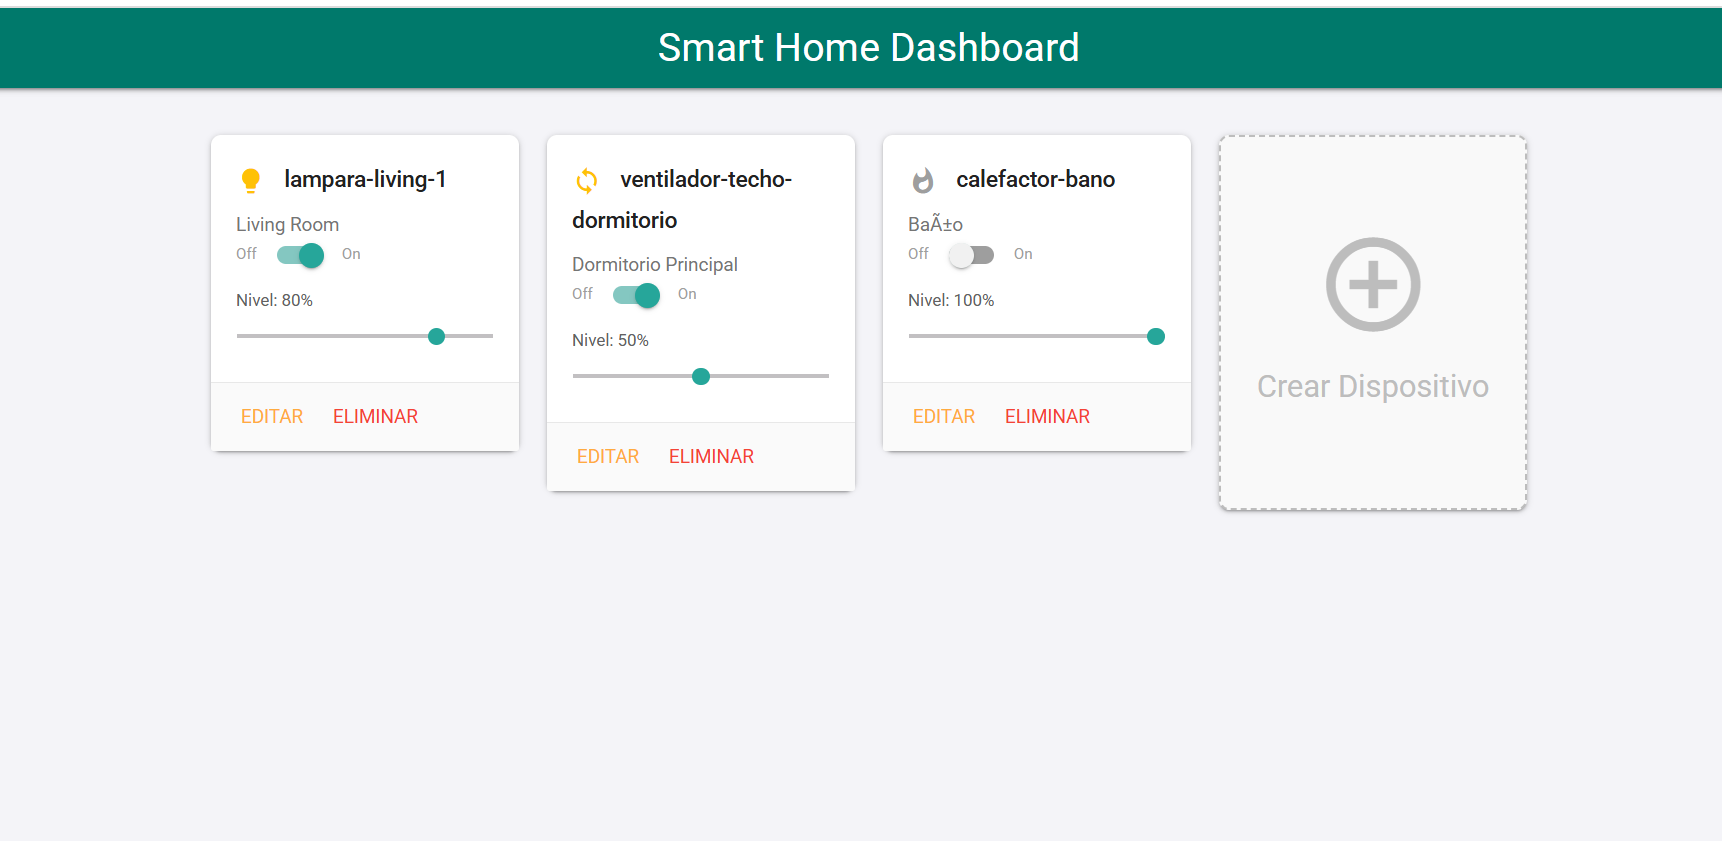 Smart Home Dashboard
lampara-living-1
Living Room
Off On
Nivel: 80%
EDITAR ELIMINAR
ventilador-techo-
dormitorio
Dormitorio Principal
Off On
Nivel: 50%
EDITAR ELIMINAR
calefactor-bano
BaÃ±o
Off On
Nivel: 100%
EDITAR ELIMINAR
Crear Dispositivo